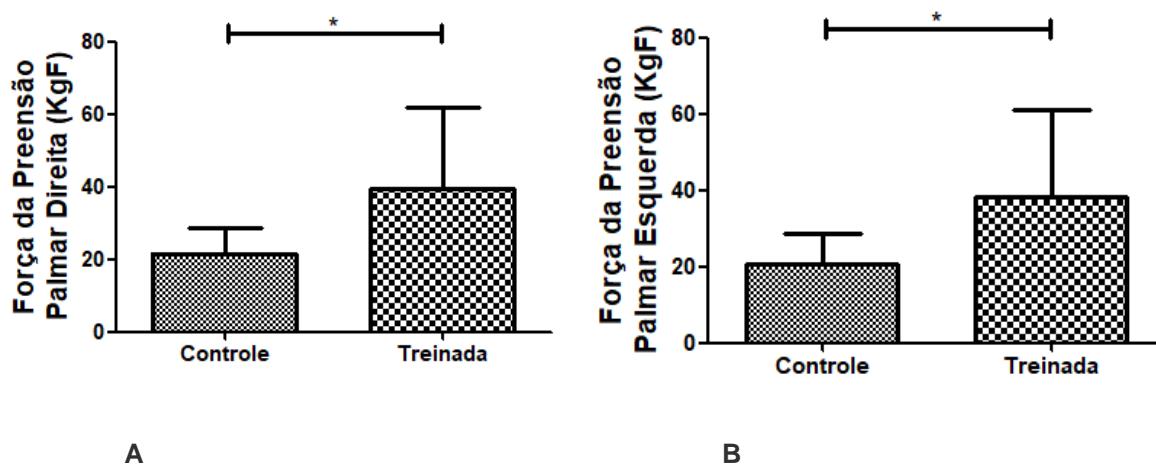 *
80
60
40
20
0
Força da Preensão
Palmar Direita (KgF)
Controle
Treinada
A
*
80
60
40
20
0
Força da Preensão
Palmar Esquerda (KgF)
Controle
Treinada
B